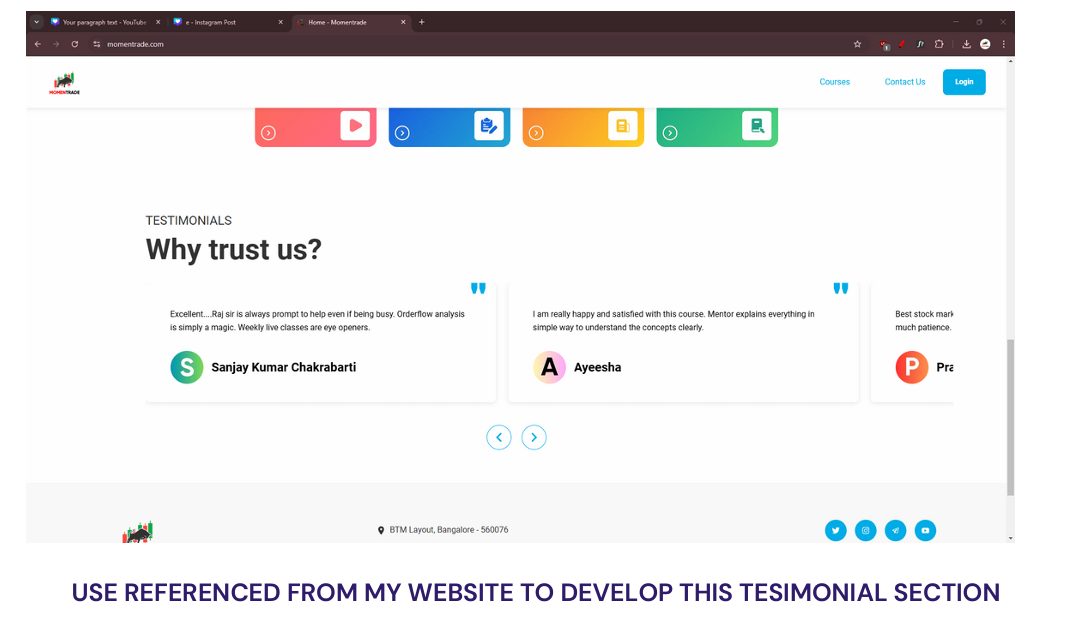 Your paragraph text - YouTube
e - Instagram Post
Home - Momentrade
momentrade.com
MOMENTRADE
Courses
Contact Us
Login
TESTIMONIALS
Why trust us?
Excellent....Raj sir is always prompt to help even if being busy. Orderflow analysis
is simply a magic. Weekly live classes are eye openers.
S
Sanjay Kumar Chakrabarti
I am really happy and satisfied with this course. Mentor explains everything in
simple way to understand the concepts clearly.
A
Ayeesha
Best stock mark
much patience.
P
Pra
BTM Layout, Bangalore - 560076
USE REFERENCED FROM MY WEBSITE TO DEVELOP THIS TESIMONIAL SECTION